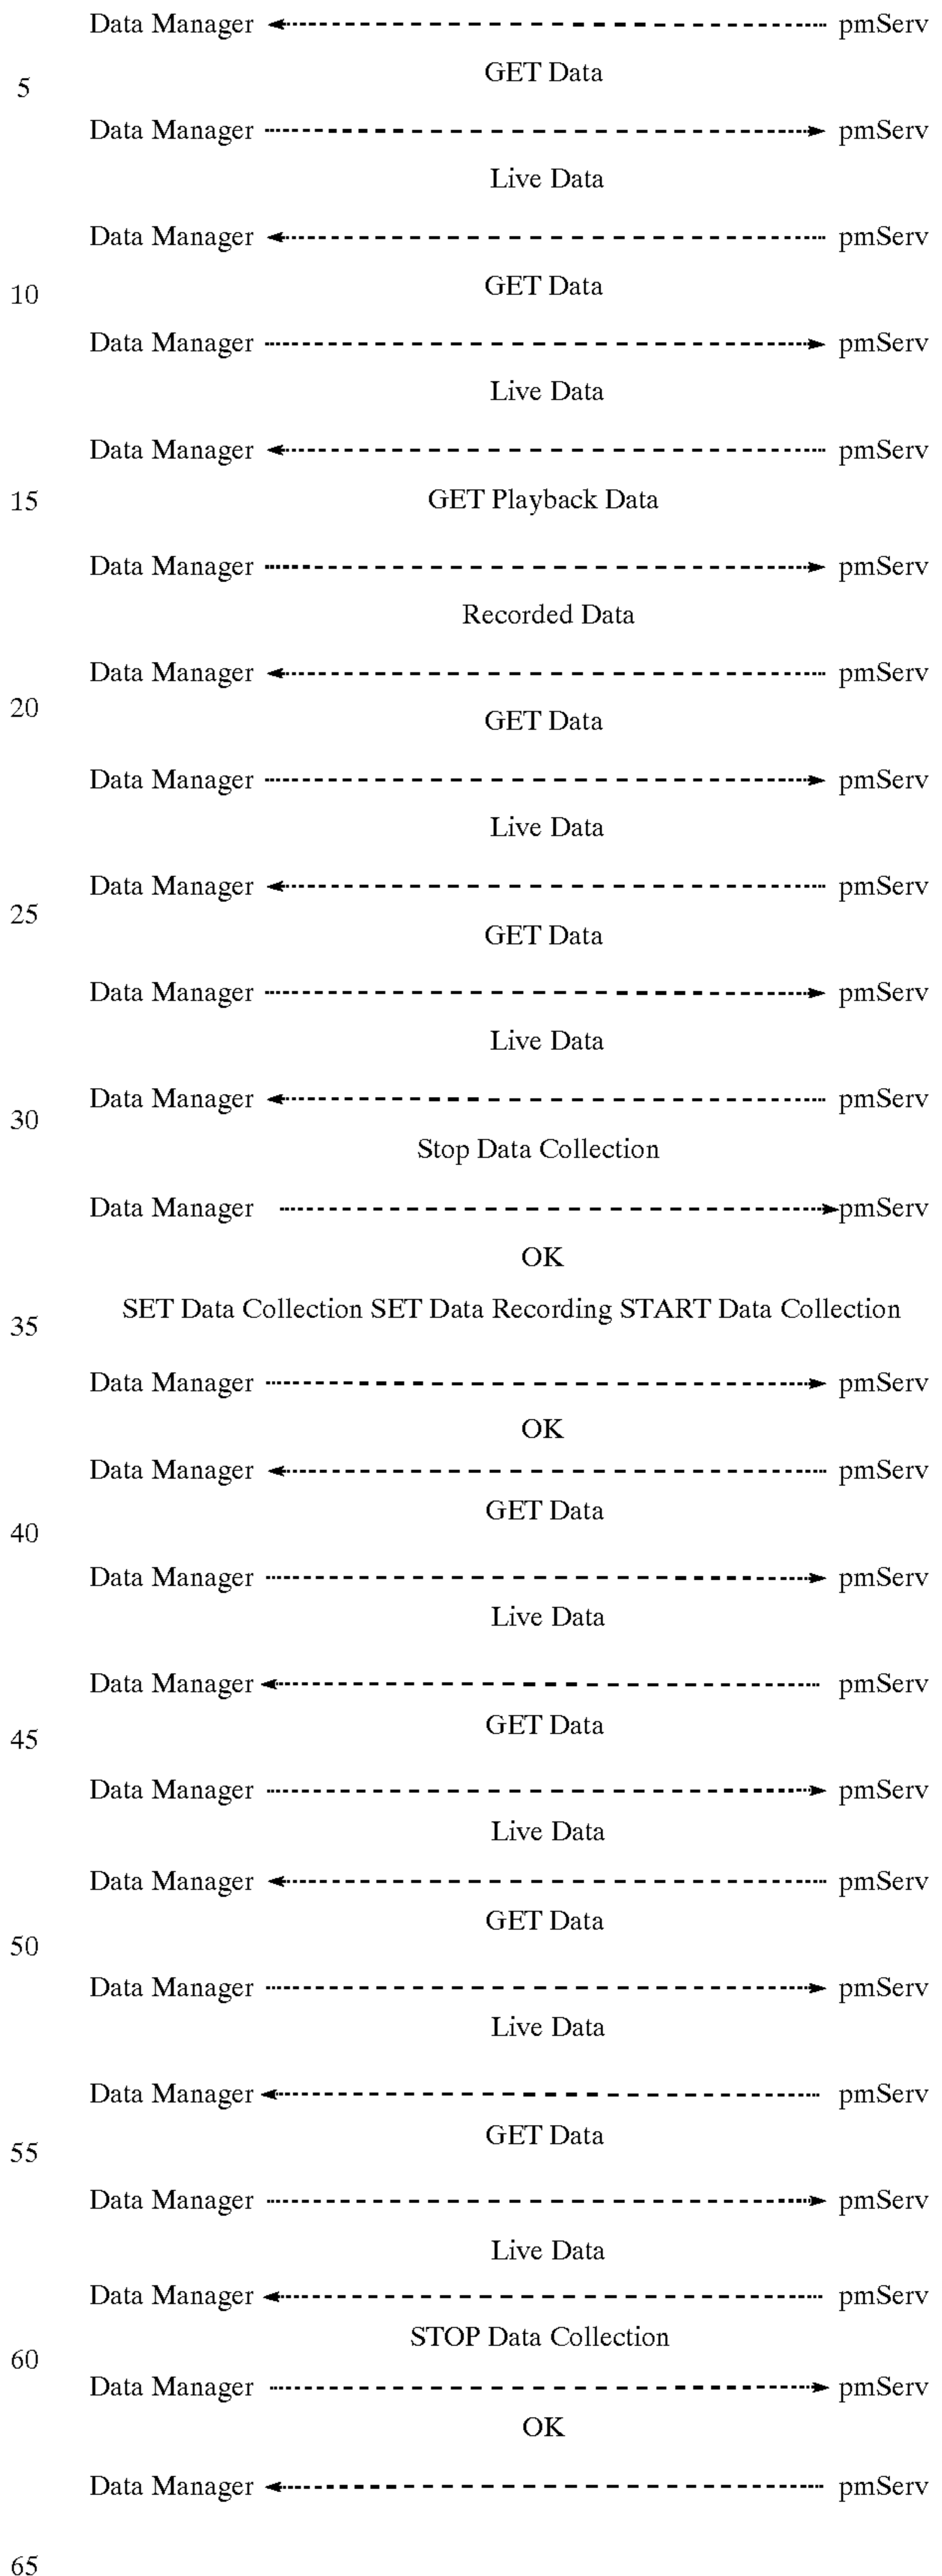 Data Manager pmServ
GET Data
5
Data Manager pmServ
Live Data
Data Manager pmServ
GET Data
10
Data Manager pmServ
Live Data
Data Manager pmServ
15 GET Playback Data
Data Manager pmServ
Recorded Data
Data Manager pmServ
20
GET Data
Data Manager pmServ
Live Data
Data Manager pmServ
25
GET Data
Data Manager pmServ
Live Data
Data Manager pmServ
30
Stop Data Collection
Data Manager pmServ
OK
35 SET Data Collection SET Data Recording START Data Collection
Data Manager pmServ
OK
Data Manager pmServ
GET Data
40
Data Manager pmServ
Live Data
Data Manager pmServ
GET Data
45
Data Manager pmServ
Live Data
Data Manager pmServ
GET Data
50
Data Manager pmServ
Live Data
Data Manager pmServ
GET Data
55
Data Manager pmServ
Live Data
Data Manager pmServ
STOP Data Collection
60
Data Manager pmServ
OK
Data Manager pmServ
65